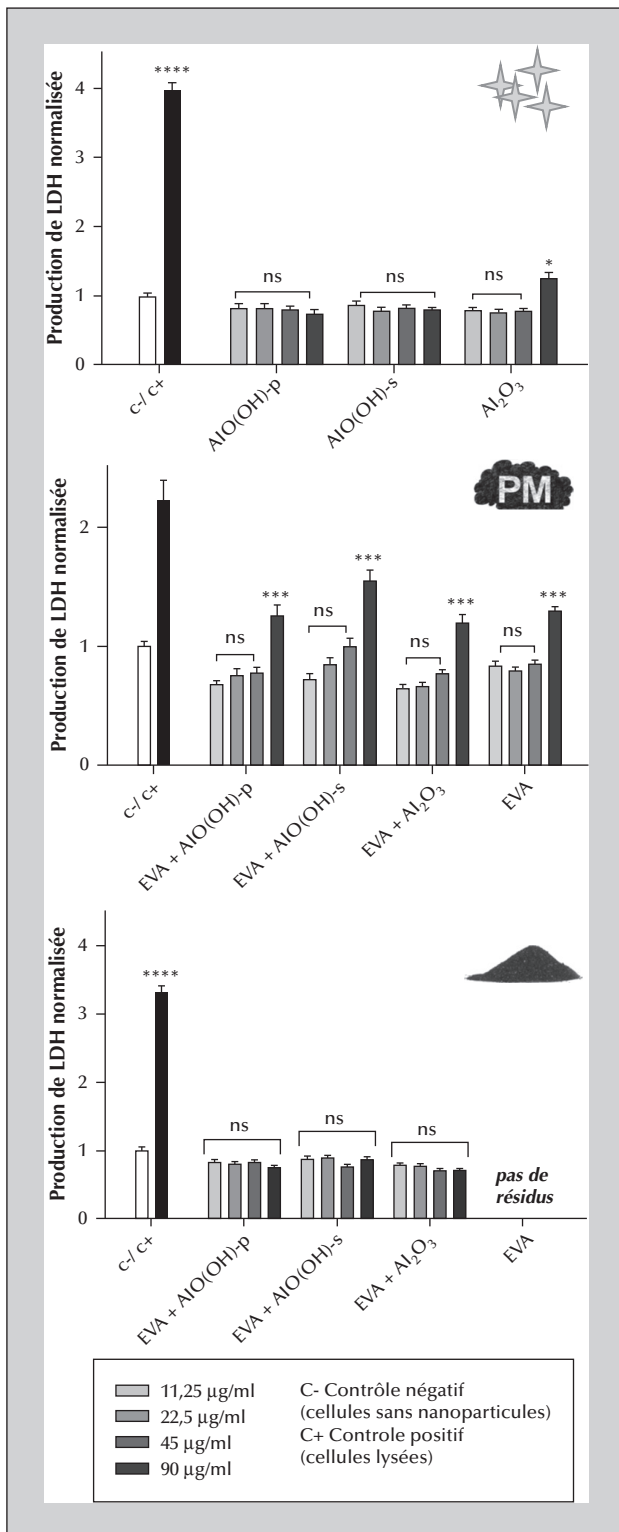 Production de LDH normalisée
4
3
2
1
0
****
ns
ns
ns
*
c-/ c+
AlO(OH)-p
AlO(OH)-s
Al2O3
Production de LDH normalisée
2
1
0
PM
ns
***
ns
***
ns
***
ns
***
c-/ c+
EVA + AlO(OH)-p
EVA + AlO(OH)-s
EVA + Al2O3
EVA
Production de LDH normalisée
4
3
2
1
0
****
ns
ns
ns
pas de
résidus
c-/ c+
EVA + AlO(OH)-p
EVA + AlO(OH)-s
EVA + Al2O3
EVA
11,25 µg/ml
22,5 µg/ml
45 µg/ml
90 µg/ml
C- Contrôle négatif
(cellules sans nanoparticules)
C+ Controle positif
(cellules lysées)